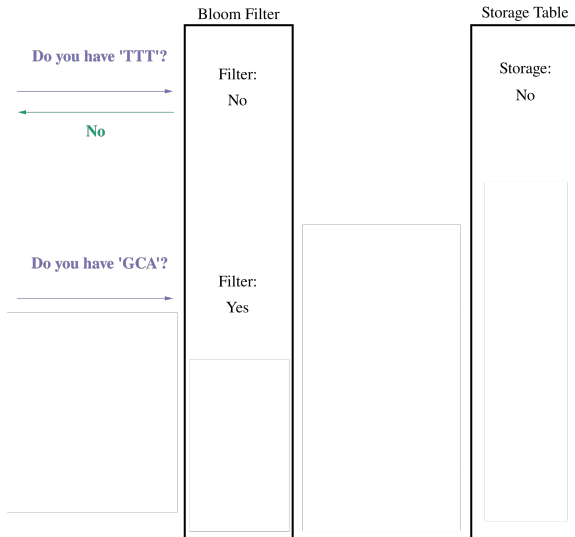 Bloom Filter
Storage Table
Do you have 'TTT'?
Filter:
No
Storage:
No
No
Do you have 'GCA'?
Filter:
Yes